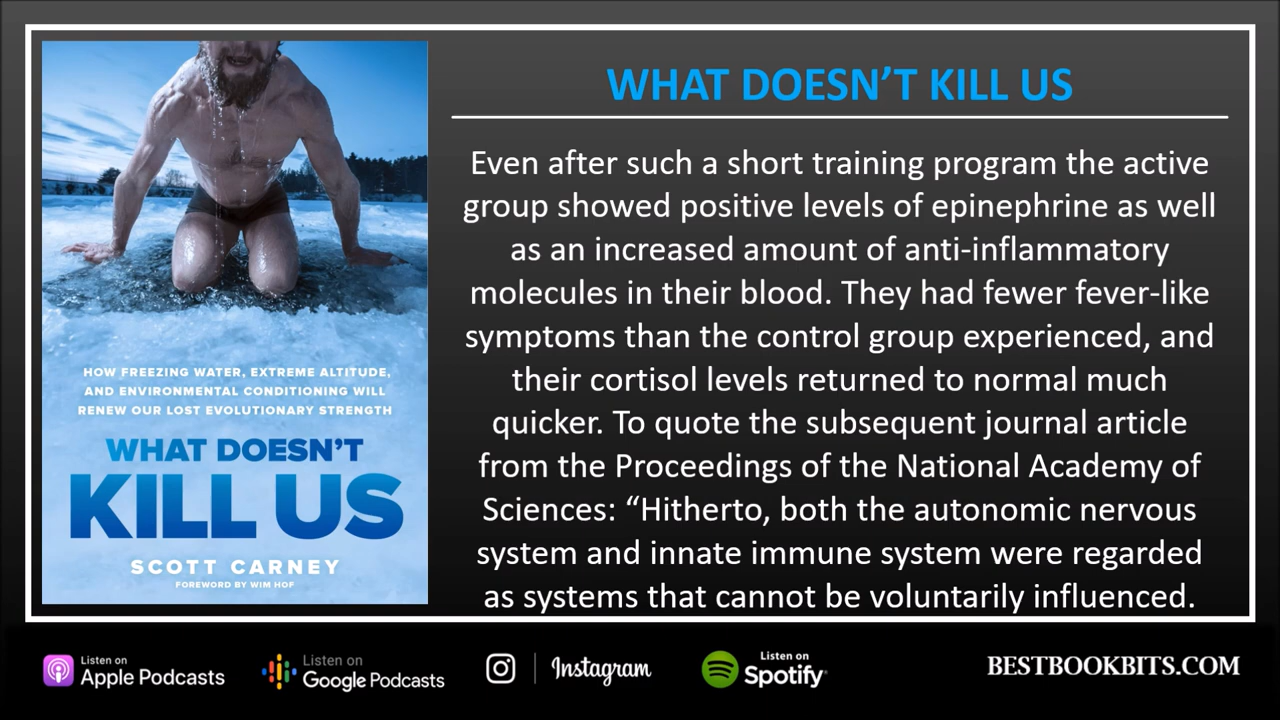 HOW FREEZING WATER, EXTREME ALTITUDE,
AND ENVIRONMENTAL CONDITIONING WILL
RENEW OUR LOST EVOLUTIONARY STRENGTH
WHAT DOESN'T
KILL US
SCOTT CARNEY
FOREWORD BY WIM HOF
WHAT DOESN'T KILL US
Even after such a short training program the active
group showed positive levels of epinephrine as well
as an increased amount of anti-inflammatory
molecules in their blood. They had fewer fever-like
symptoms than the control group experienced, and
their cortisol levels returned to normal much
quicker. To quote the subsequent journal article
from the Proceedings of the National Academy of
Sciences: “Hitherto, both the autonomic nervous
system and innate immune system were regarded
as systems that cannot be voluntarily influenced.
Listen on
Apple Podcasts
Listen on
Google Podcasts
Instagram
Listen on
Spotify
BESTBOOKBITS.COM